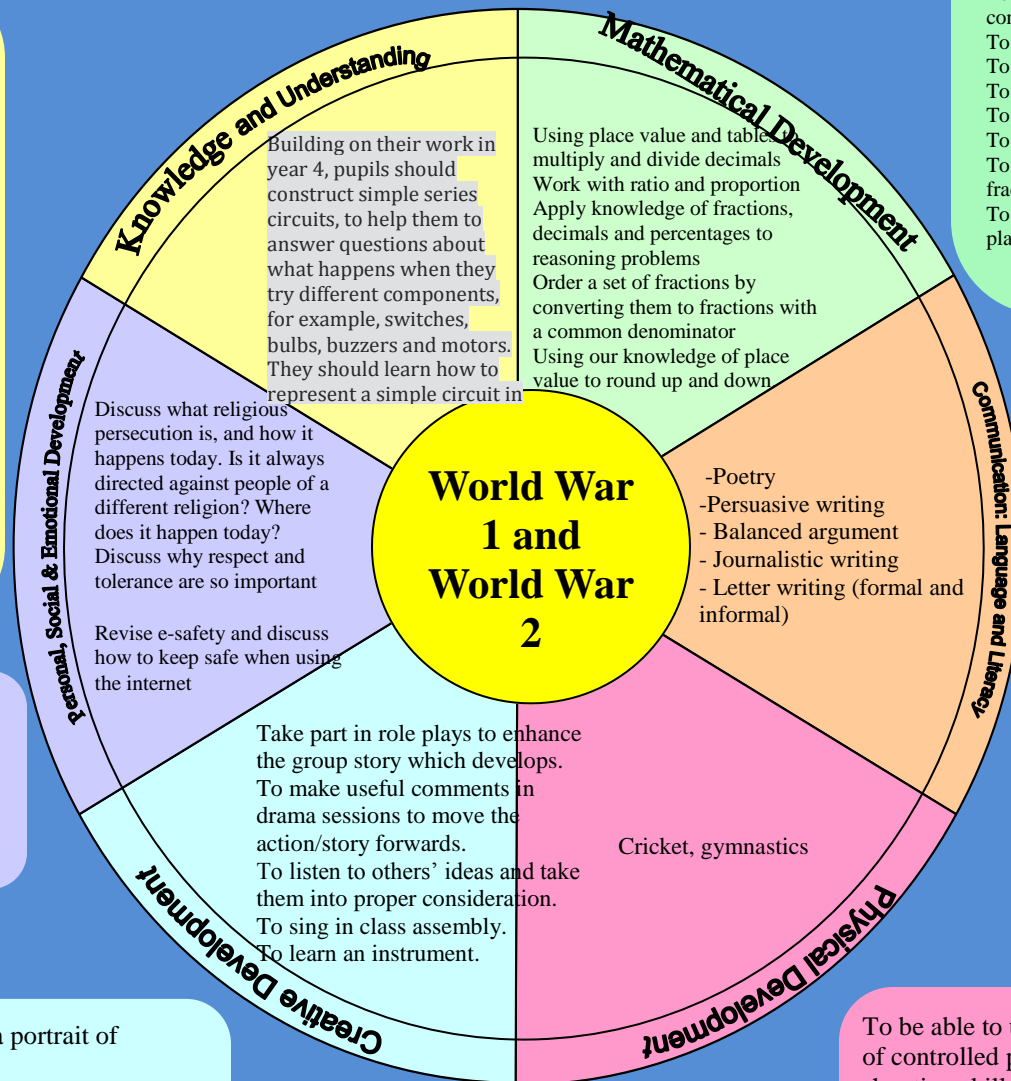 Knowledge and Understanding
Building on their work in
year 4, pupils should
construct simple series
circuits, to help them to
answer questions about
what happens when they
try different components,
for example, switches,
bulbs, buzzers and motors.
They should learn how to
represent a simple circuit in
Mathematical Development
Using place value and tables to
multiply and divide decimals
Work with ratio and proportion
Apply knowledge of fractions,
decimals and percentages to
reasoning problems
Order a set of fractions by
converting them to fractions with
a common denominator
Using our knowledge of place
value to round up and down
To
To
To
To
To
To
To
Personal, Social & Emotional Development
Discuss what religious
persecution is, and how it
happens today. Is it always
directed against people of a
different religion? Where
does it happen today?
Discuss why respect and
tolerance are so important
Revise e-safety and discuss
how to keep safe when using
the internet
World War
1 and
World War
2
Communication: Language and Literacy
-Poetry
-Persuasive writing
- Balanced argument
- Journalistic writing
- Letter writing (formal and
informal)
Creative Development
Take part in role plays to enhance
the group story which develops.
To make useful comments in
drama sessions to move the
action/story forwards.
To listen to others’ ideas and take
them into proper consideration.
To sing in class assembly.
To learn an instrument.
Physical Development
Cricket, gymnastics
a portrait of
To be able to
of controlled